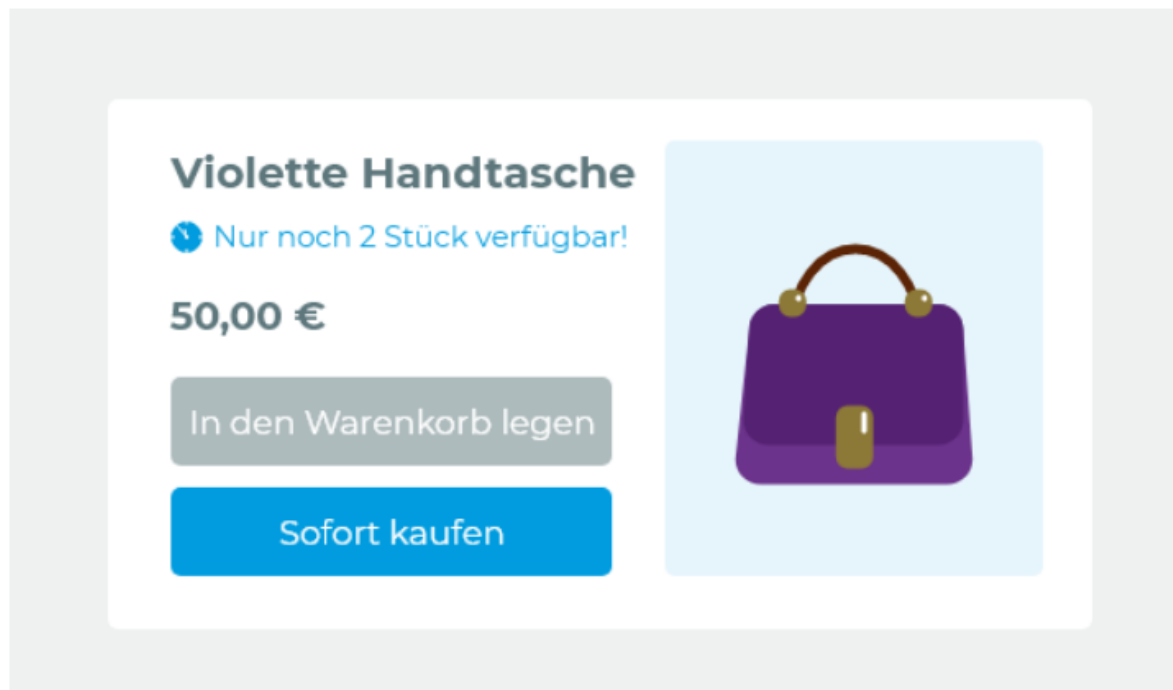 Violette Handtasche
Nur noch 2 Stück verfügbar!
50,00 €
In den Warenkorb legen
Sofort kaufen